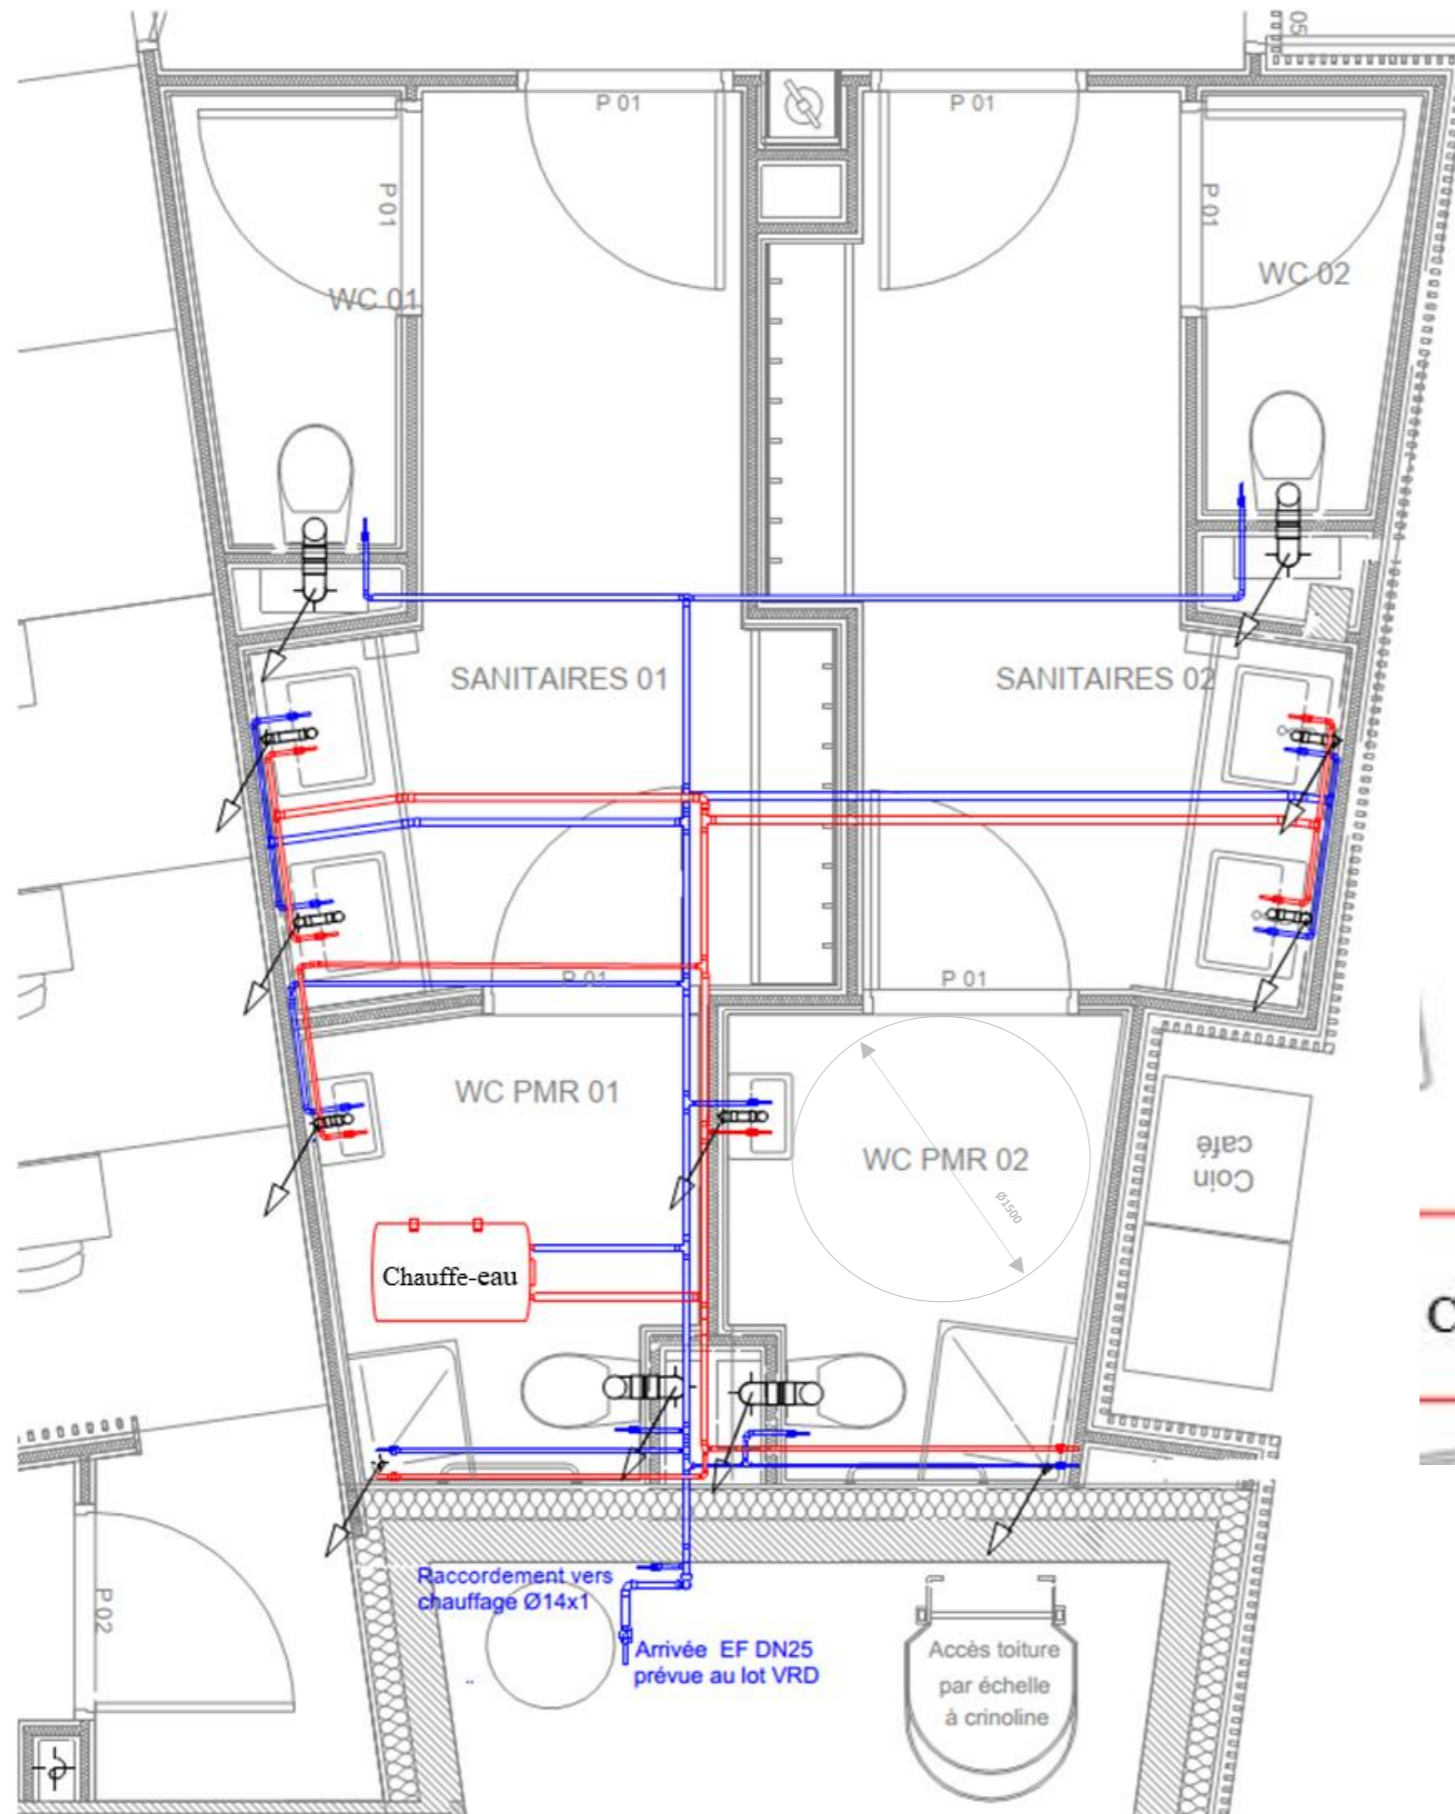 05
P 01
P 01
P 01
P 01
WC 01
WC 02
SANITAIRES 01
SANITAIRES 02
P 01
P 01
WC PMR 01
WC PMR 02
Ø1500
Coin
café
Chauffe-eau
C
Raccordement vers
chauffage Ø14x1
Arrivée EF DN25
prévue au lot VRD
Accès toiture
par échelle
à crinoline
P 02